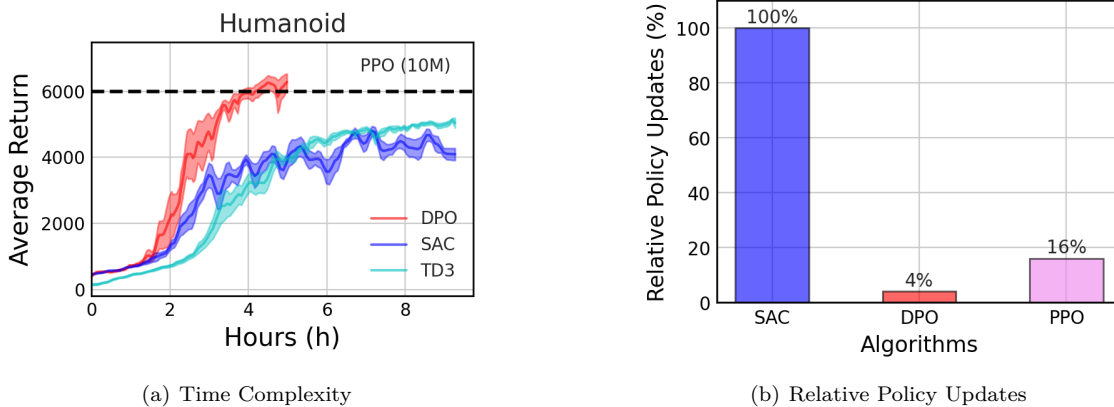 Humanoid
Average Return
6000
4000
2000
0
PPO (10M)
DPO
SAC
TD3
0 2 4 6 8
Hours (h)
(a) Time Complexity
Relative Policy Updates (%)
100
80
60
40
20
0
100%
4%
16%
SAC DPO PPO
Algorithms
(b) Relative Policy Updates